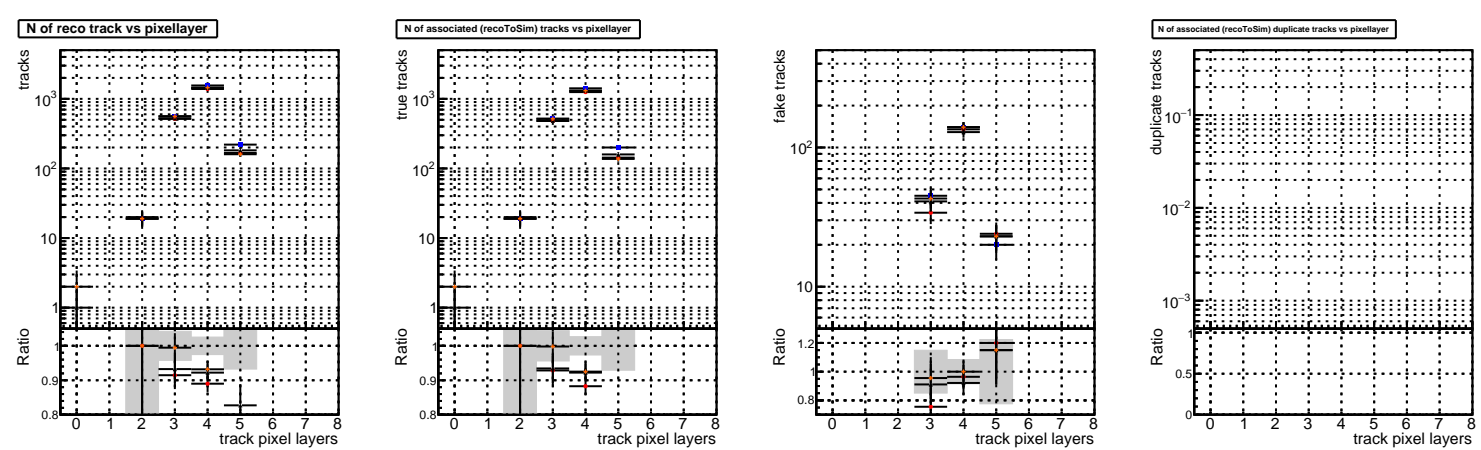 N of reco track vs pixellayer
tracks
10³
10²
10
1
Ratio
1
0.9
0.8
0 1 2 3 4 5 6 7 8
track pixel layers
N of associated (recoToSim) tracks vs pixellayer
true tracks
10³
10²
10
1
Ratio
1
0.9
0.8
0 1 2 3 4 5 6 7 8
track pixel layers
fake tracks
10²
10
Ratio
1.2
1
0.8
0 1 2 3 4 5 6 7 8
track pixel layers
N of associated (recoToSim) duplicate tracks vs pixellayer
duplicate tracks
10⁻¹
10⁻²
10⁻³
Ratio
1
0.5
0
0 1 2 3 4 5 6 7 8
track pixel layers